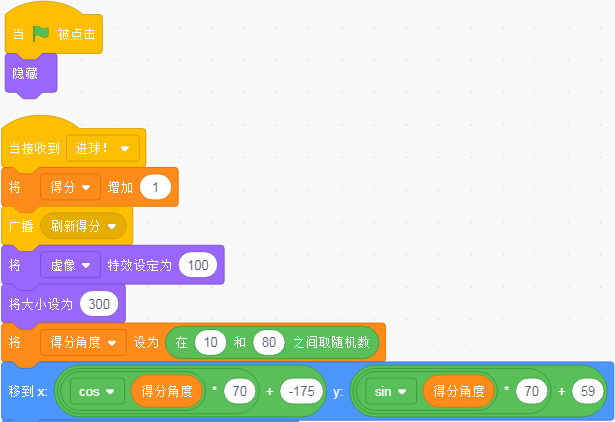 当 被点击
隐藏
当接收到 进球！
将 得分 增加 1
广播 刷新得分
将 虚像 特效设定为 100
将大小设为 300
将 得分角度 设为 在 10 和 80 之间取随机数
移到 x: cos 得分角度 * 70 + -175 y: sin 得分角度 * 70 + 59